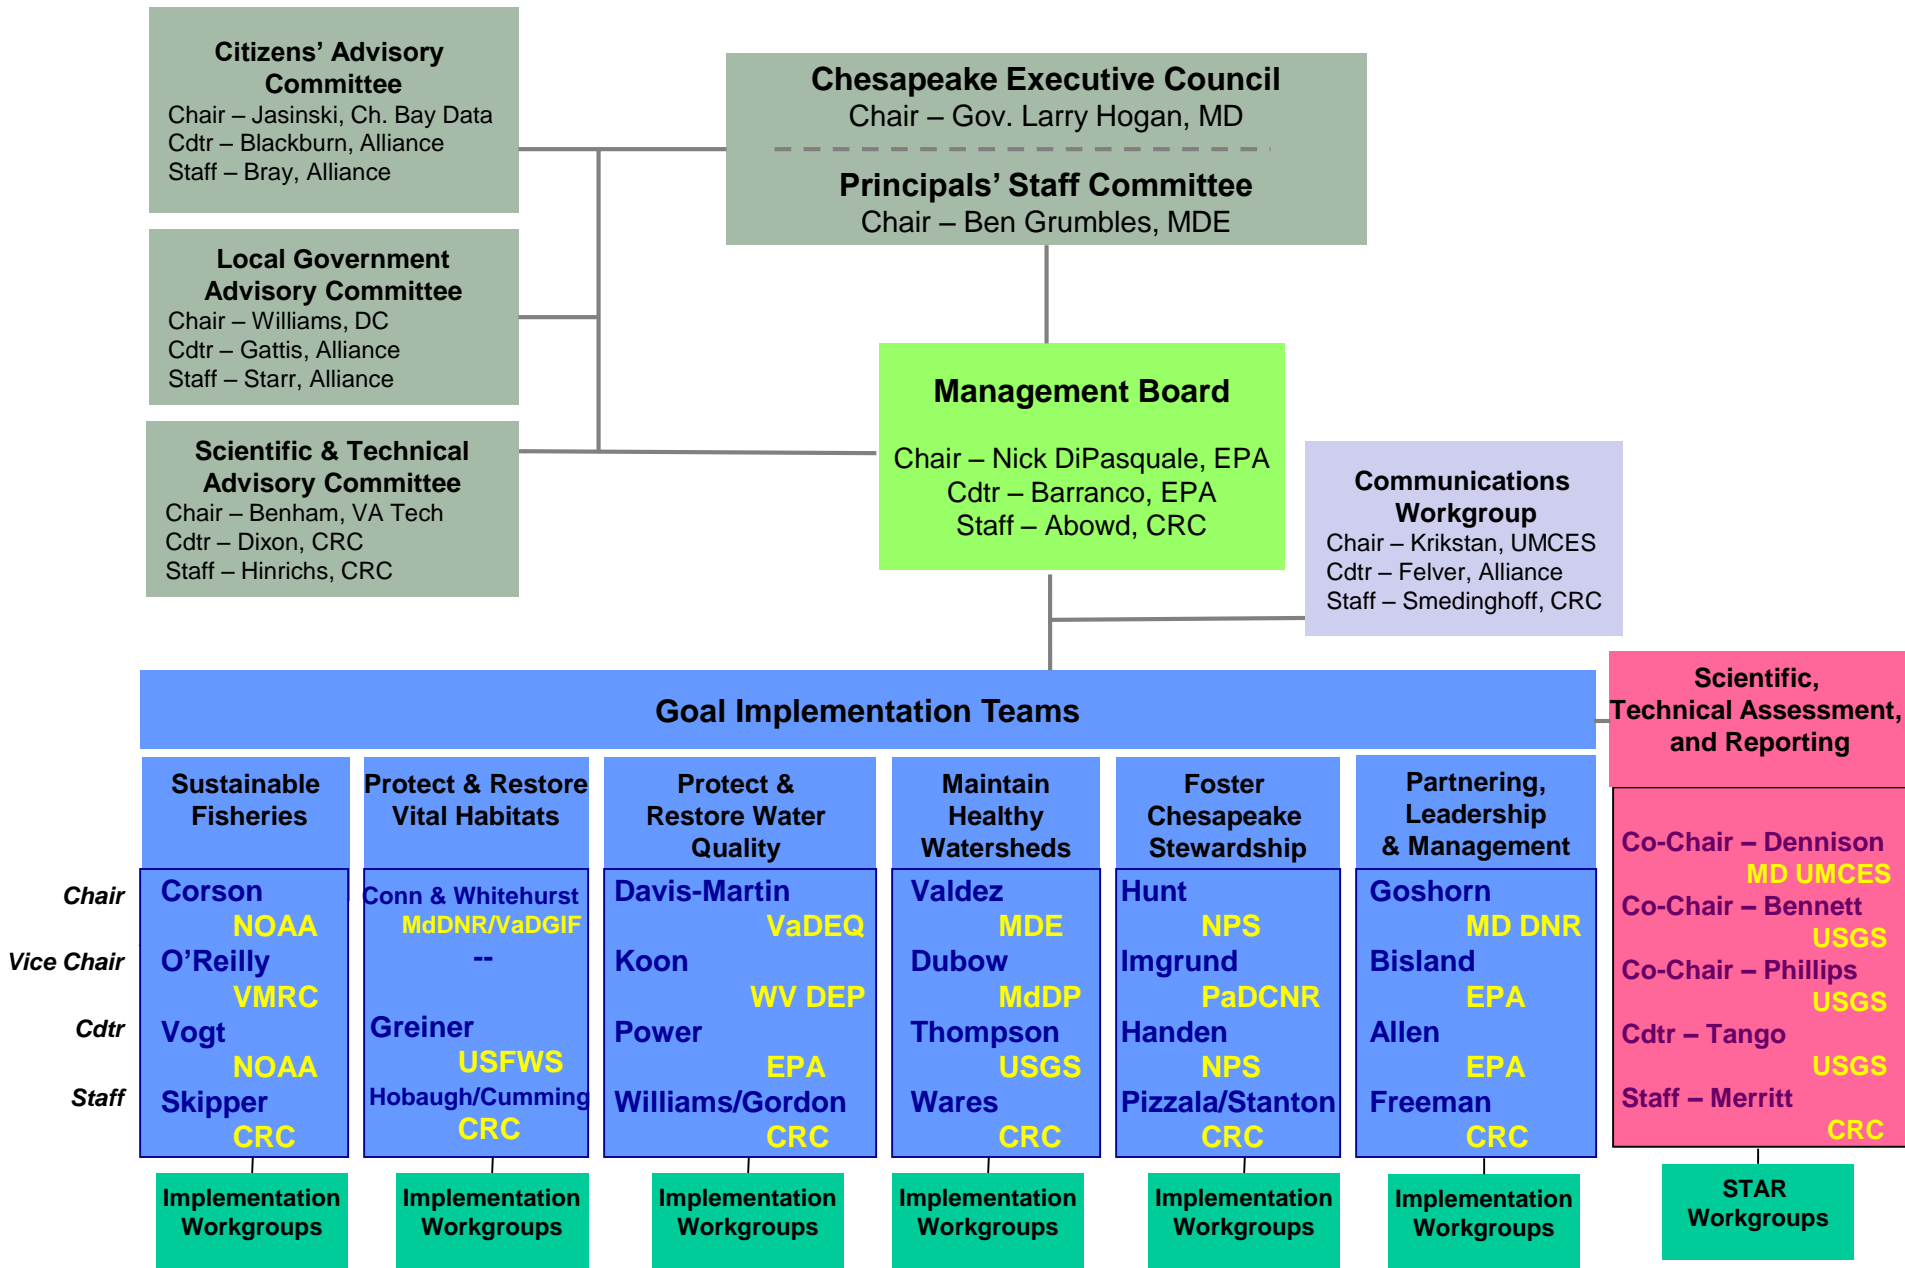 Citizens' Advisory
Committee
Chair – Jasinski, Ch. Bay Data
Cdtr – Blackburn, Alliance
Staff – Bray, Alliance
Chesapeake Executive Council
Chair – Gov. Larry Hogan, MD
Principals' Staff Committee
Chair – Ben Grumbles, MDE
Local Government
Advisory Committee
Chair – Williams, DC
Cdtr – Gattis, Alliance
Staff – Starr, Alliance
Scientific & Technical
Advisory Committee
Chair – Benham, VA Tech
Cdtr – Dixon, CRC
Staff – Hinrichs, CRC
Management Board
Chair – Nick DiPasquale, EPA
Cdtr – Barranco, EPA
Staff – Abowd, CRC
Communications
Workgroup
Chair – Krikstan, UMCES
Cdtr – Felver, Alliance
Staff – Smedinghoff, CRC
Goal Implementation Teams
Scientific,
Technical Assessment,
and Reporting
Sustainable
Fisheries
Protect & Restore
Vital Habitats
Protect &
Restore Water
Quality
Maintain
Healthy
Watersheds
Foster
Chesapeake
Stewardship
Partnering,
Leadership
& Management
Chair
Vice Chair
Cdtr
Staff
Corson
NOAA
O'Reilly
VMRC
Vogt
NOAA
Skipper
CRC
Conn & Whitehurst
MdDNR/VaDGIF
--
Greiner
USFWS
Hobaugh/Cumming
CRC
Davis-Martin
VaDEQ
Koon
WV DEP
Power
EPA
Williams/Gordon
CRC
Valdez
MDE
Dubow
MdDP
Thompson
USGS
Wares
CRC
Hunt
NPS
Imgrund
PaDCNR
Handen
NPS
Pizzala/Stanton
CRC
Goshorn
MD DNR
Bisland
EPA
Allen
EPA
Freeman
CRC
Co-Chair – Dennison
MD UMCES
Co-Chair – Bennett
USGS
Co-Chair – Phillips
USGS
Cdtr – Tango
USGS
Staff – Merritt
CRC
Implementation
Workgroups
Implementation
Workgroups
Implementation
Workgroups
Implementation
Workgroups
Implementation
Workgroups
Implementation
Workgroups
STAR
Workgroups